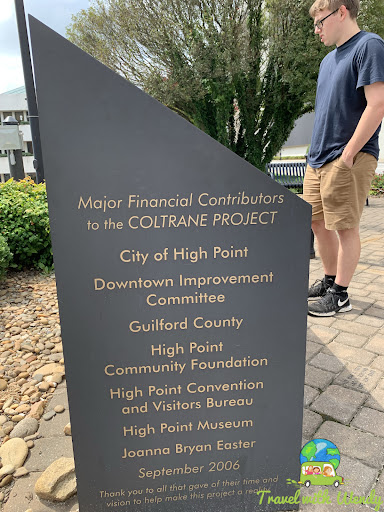 Major Financial Contributors
to the COLTRANE PROJECT
City of High Point
Downtown Improvement
Committee
Guilford County
High Point
Community Foundation
High Point Convention
and Visitors Bureau
High Point Museum
Joanna Bryan Easter
September 2006
Thank you to all that gave of their time and
vision to help make this project a reality
Travel with Wendy